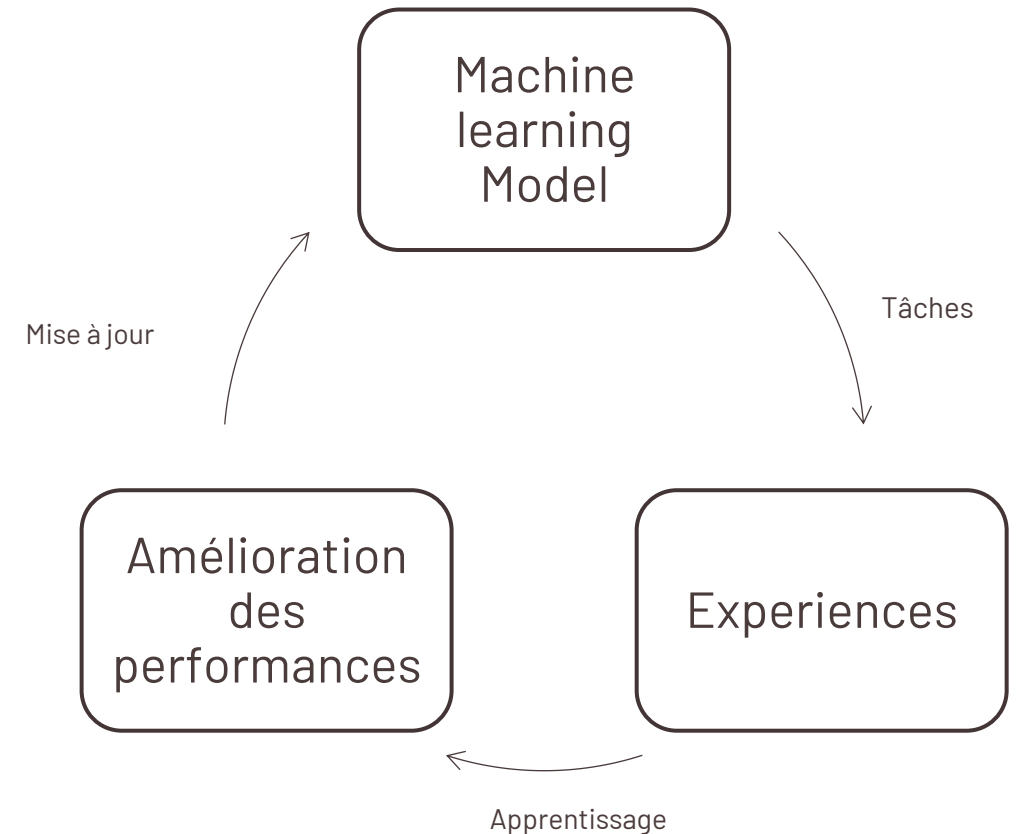 Machine
learning
Model
Tâches
Mise à jour
Amélioration
des
performances
Experiences
Apprentissage